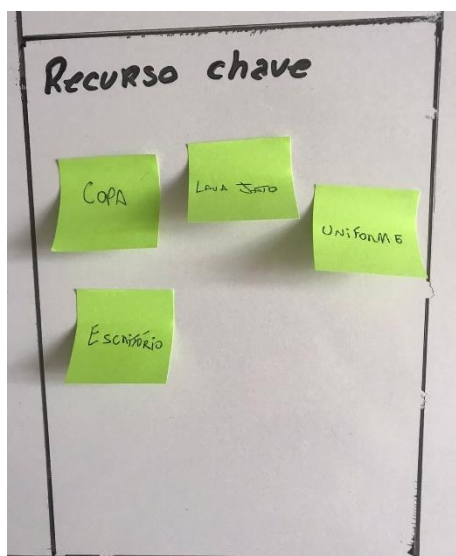 Recurso chave
COPA
LAVA JATO
UNIFORME
ESCRITÓRIO